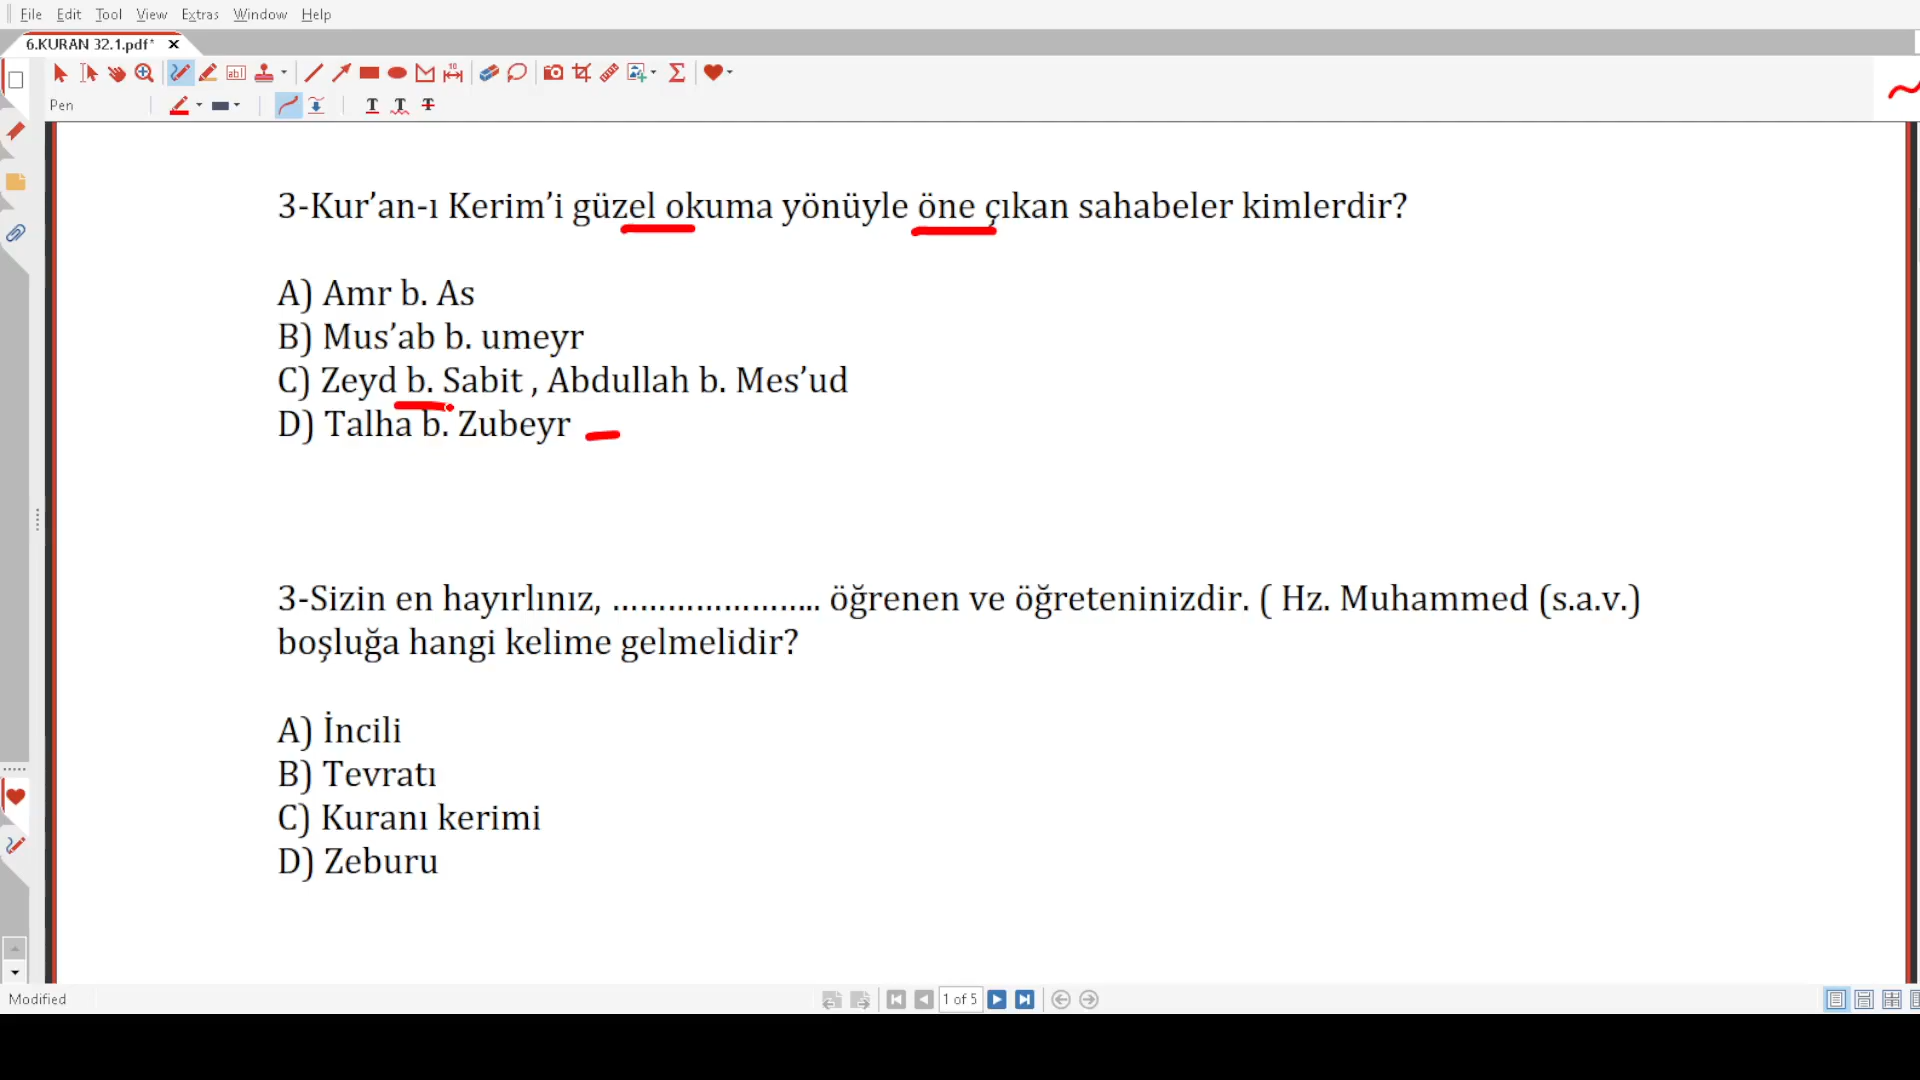 File Edit Tool View Extras Window Help
6.KURAN 32.1.pdf* X
Pen
3-Kur’an-ı Kerim’i güzel okuma yönüyle öne çıkan sahabeler kimlerdir?
A) Amr b. As
B) Mus’ab b. umeyr
C) Zeyd b. Sabit , Abdullah b. Mes’ud
D) Talha b. Zubeyr
3-Sizin en hayırlınız, ………………….. öğrenen ve öğreteninizdir. ( Hz. Muhammed (s.a.v.)
boşluğa hangi kelime gelmelidir?
A) İncili
B) Tevratı
C) Kuranı kerimi
D) Zeburu
Modified 1 of 5